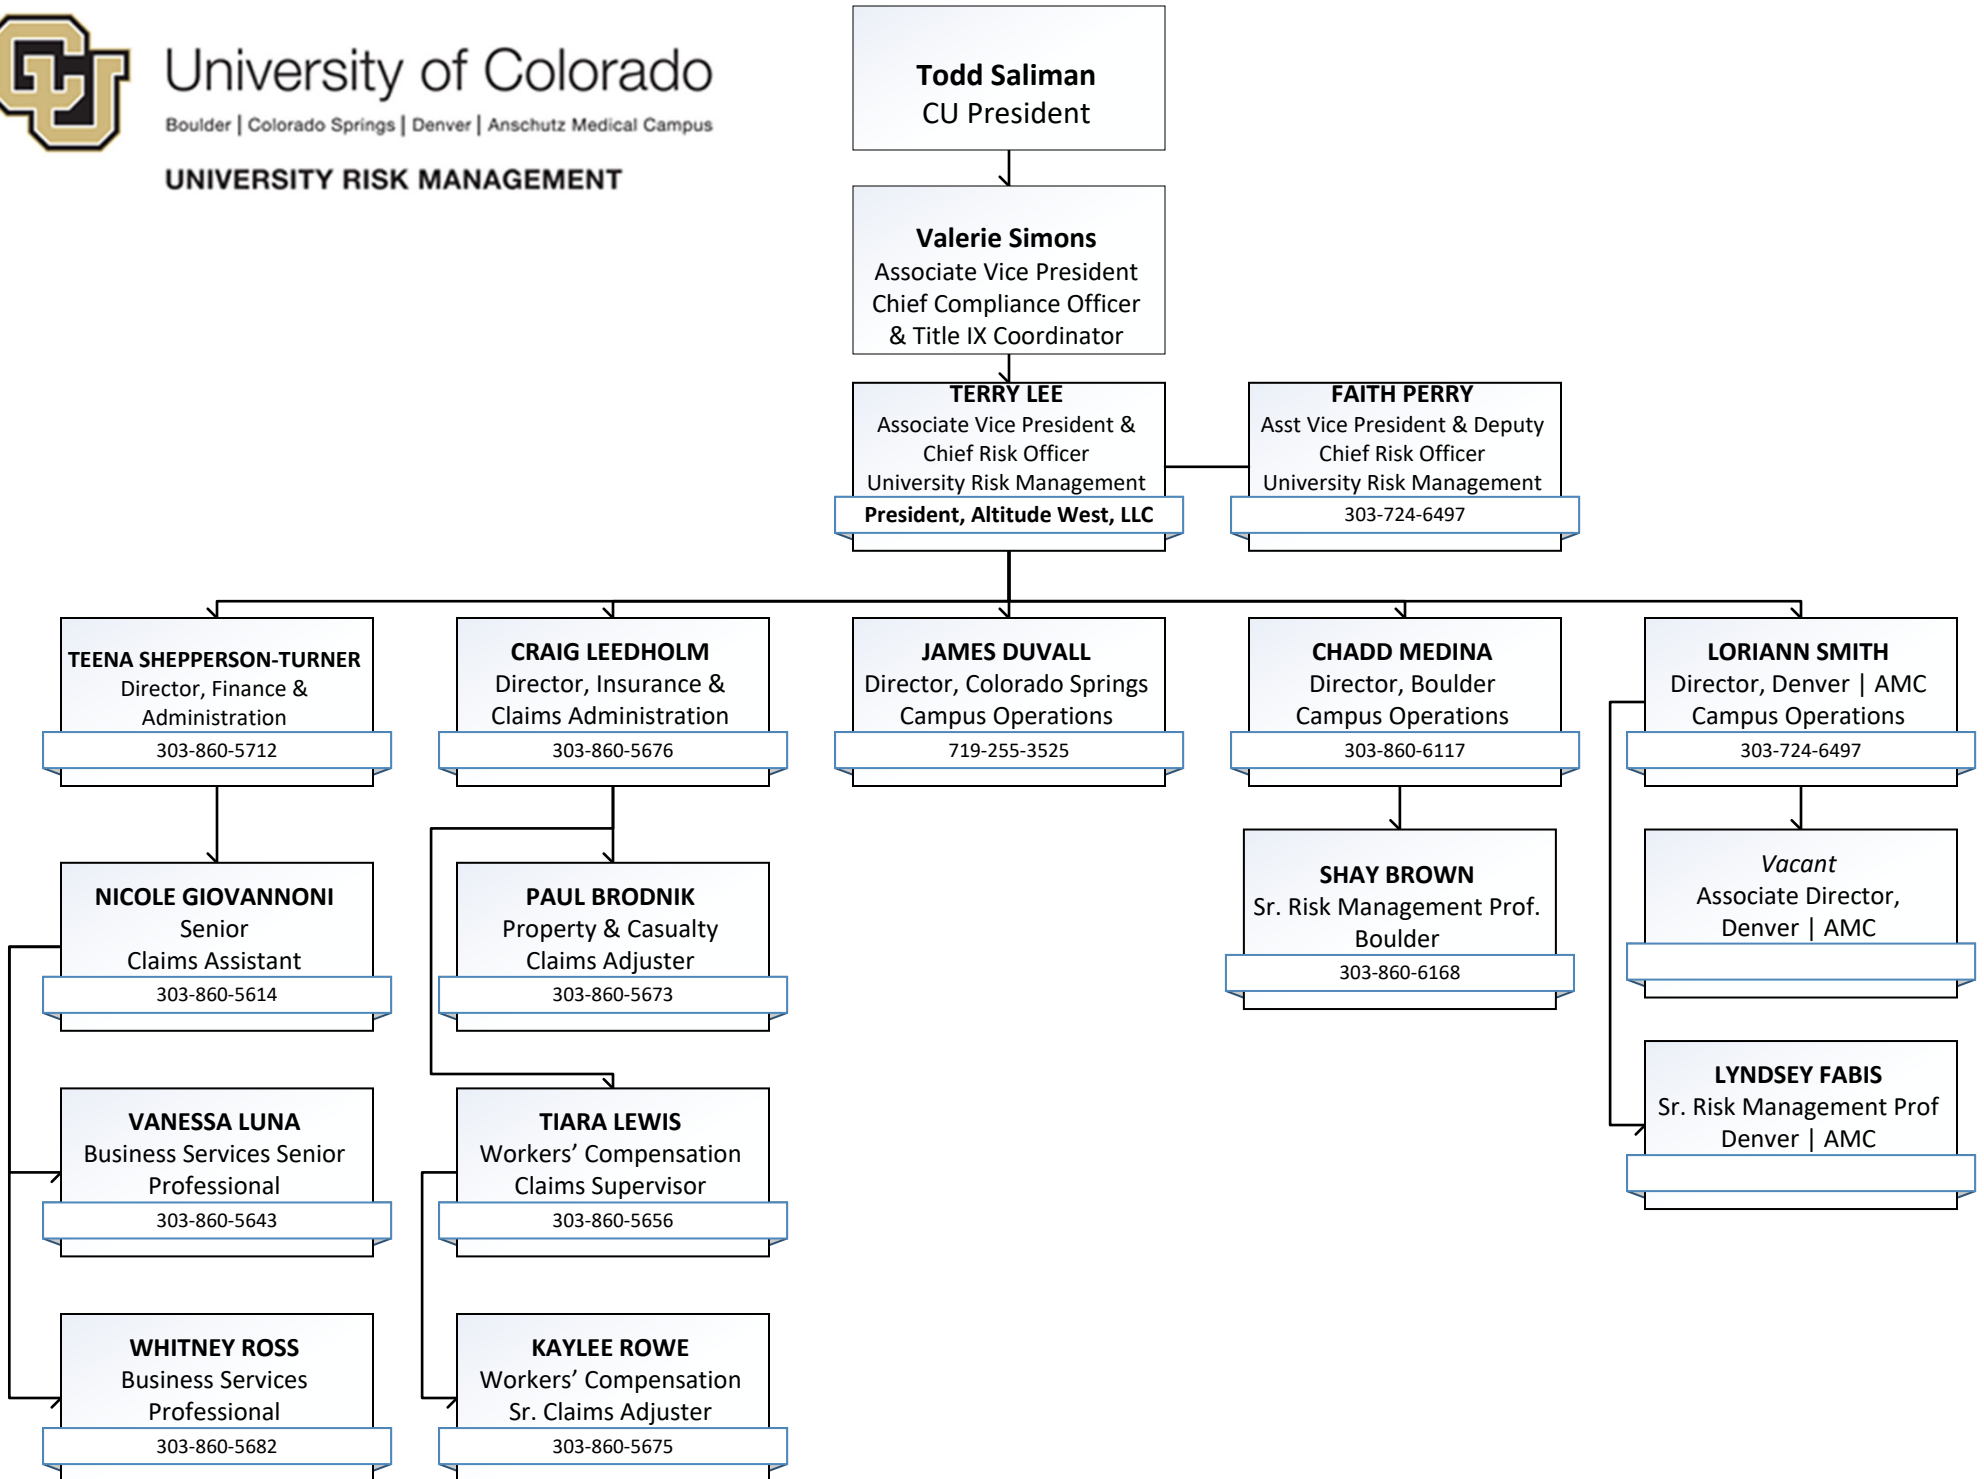 CU
University of Colorado
Boulder | Colorado Springs | Denver | Anschutz Medical Campus
UNIVERSITY RISK MANAGEMENT
Todd Saliman
CU President
Valerie Simons
Associate Vice President
Chief Compliance Officer
& Title IX Coordinator
TERRY LEE
Associate Vice President &
Chief Risk Officer
University Risk Management
President, Altitude West, LLC
FAITH PERRY
Asst Vice President & Deputy
Chief Risk Officer
University Risk Management
303-724-6497
TEENA SHEPPERSON-TURNER
Director, Finance &
Administration
303-860-5712
CRAIG LEEDHOLM
Director, Insurance &
Claims Administration
303-860-5676
JAMES DUVALL
Director, Colorado Springs
Campus Operations
719-255-3525
CHADD MEDINA
Director, Boulder
Campus Operations
303-860-6117
LORIANN SMITH
Director, Denver | AMC
Campus Operations
303-724-6497
NICOLE GIOVANNONI
Senior
Claims Assistant
303-860-5614
PAUL BRODNIK
Property & Casualty
Claims Adjuster
303-860-5673
SHAY BROWN
Sr. Risk Management Prof.
Boulder
303-860-6168
Vacant
Associate Director,
Denver | AMC
VANESSA LUNA
Business Services Senior
Professional
303-860-5643
TIARA LEWIS
Workers’ Compensation
Claims Supervisor
303-860-5656
LYNDSEY FABIS
Sr. Risk Management Prof
Denver | AMC
WHITNEY ROSS
Business Services
Professional
303-860-5682
KAYLEE ROWE
Workers’ Compensation
Sr. Claims Adjuster
303-860-5675